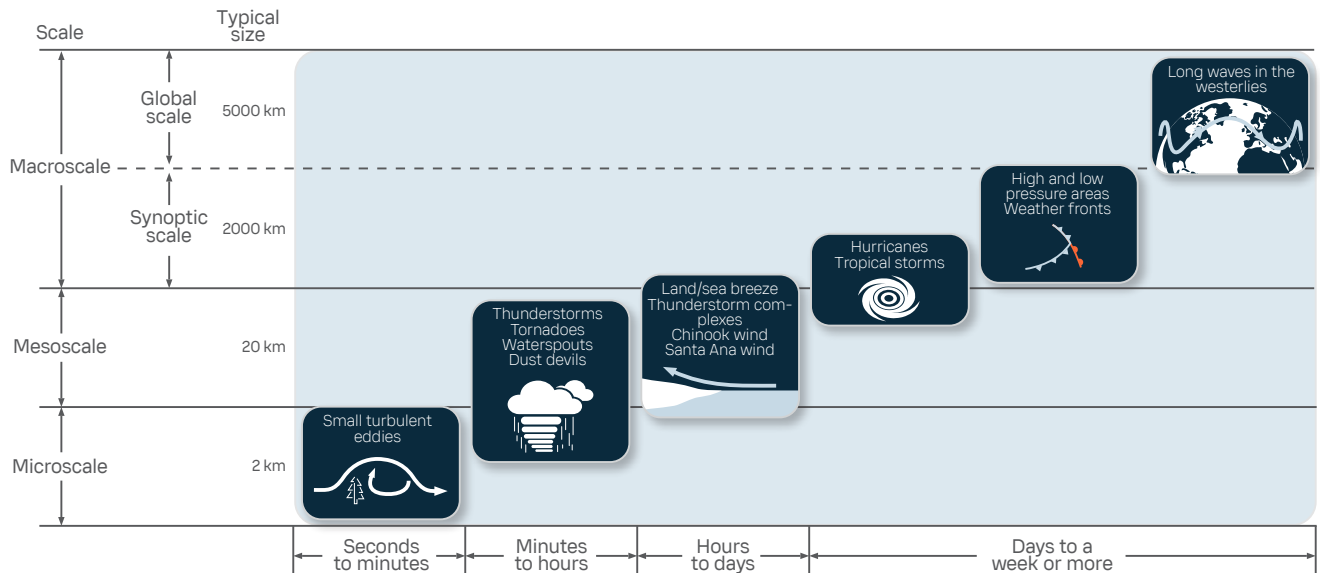 Scale
Typical
size
Macroscale
Global
scale
5000 km
Synoptic
scale
2000 km
Mesoscale
20 km
Microscale
2 km
Long waves in the
westerlies
High and low
pressure areas
Weather fronts
Hurricanes
Tropical storms
Land/sea breeze
Thunderstorm com-
plexes
Chinook wind
Santa Ana wind
Thunderstorms
Tornadoes
Waterspouts
Dust devils
Small turbulent
eddies
Seconds
to minutes
Minutes
to hours
Hours
to days
Days to a
week or more